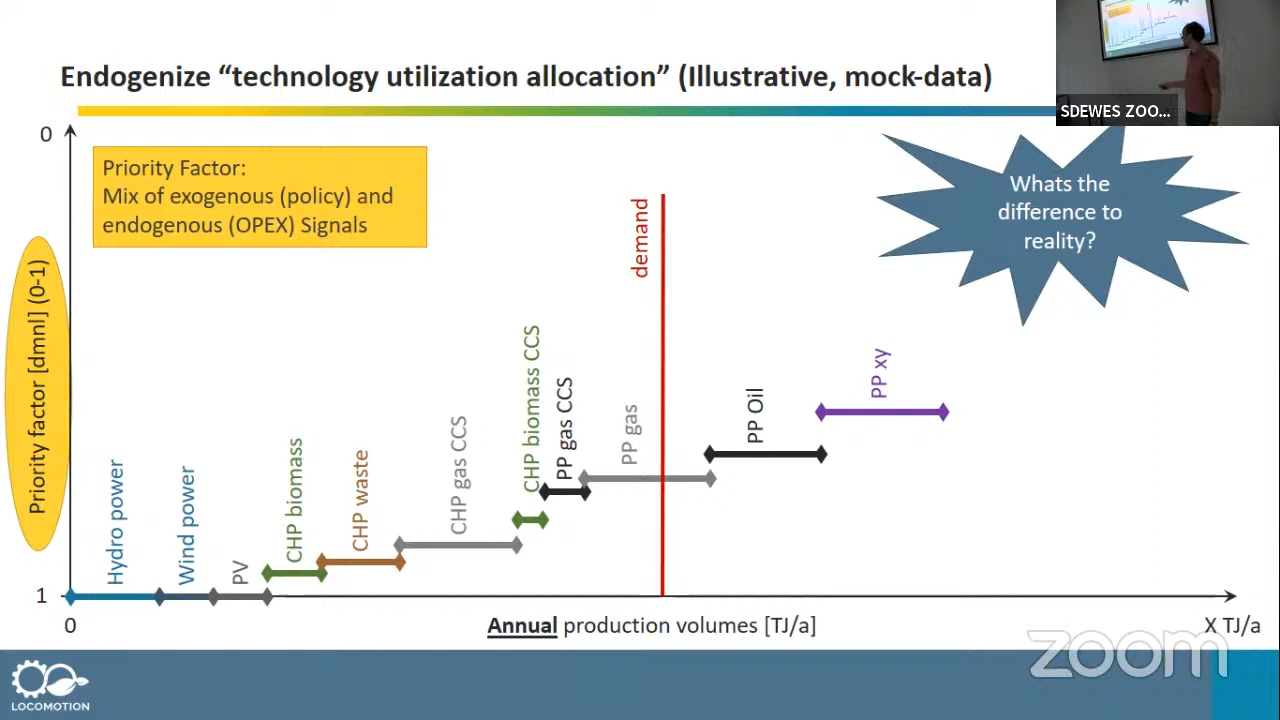 Endogenize “technology utilization allocation” (Illustrative, mock-data)
SDEWES ZOO...
0
Priority Factor:
Mix of exogenous (policy) and
endogenous (OPEX) Signals
Whats the
difference to
reality?
demand
Priority factor [dmnl] (0-1)
Hydro power
Wind power
PV
CHP biomass
CHP waste
CHP gas CCS
CHP biomass CCS
PP gas CCS
PP gas
PP Oil
PP xy
1
0
Annual production volumes [TJ/a]
X TJ/a
zoom
LOCOMOTION